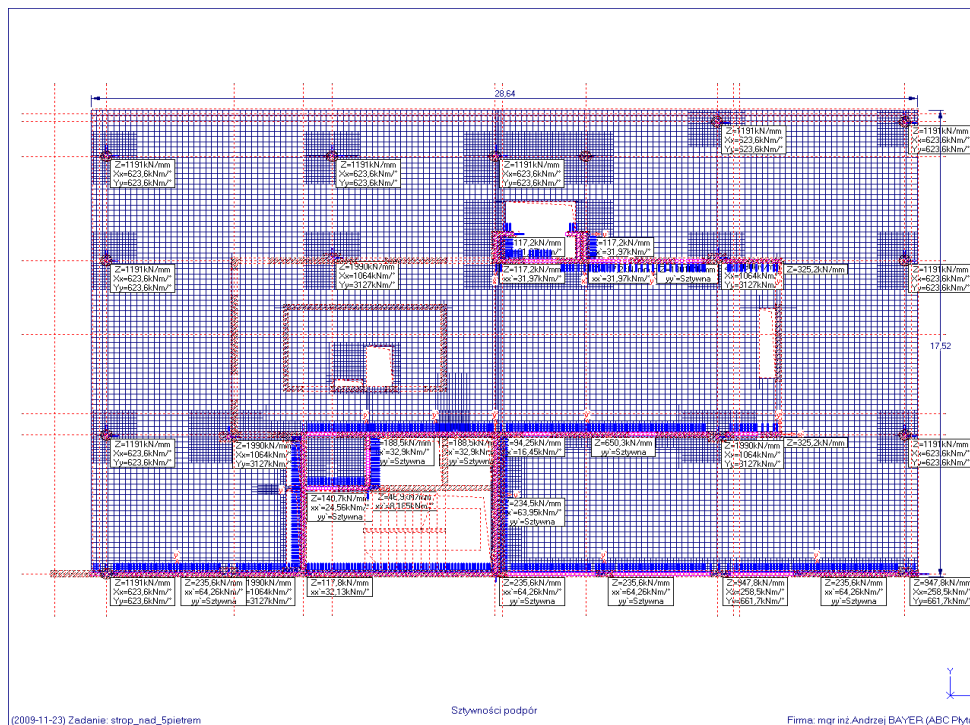 28,64
Z=1191kN/mm
Xx=523,6kNm/°
Yy=523,6kNm/°
Z=1191kN/mm
Xx=623,6kNm/°
Yy=623,6kNm/°
Z=1191kN/mm
Xx=623,6kNm/°
Yy=623,6kNm/°
Z=1191kN/mm
Xx=623,6kNm/°
Yy=623,6kNm/°
Z=1191kN/mm
Xx=623,6kNm/°
Yy=623,6kNm/°
=117,2kN/mm
=117,2kN/mm
=31,97kNm/°
Z=1191kN/mm
Xx=623,6kNm/°
Yy=623,6kNm/°
Z=1990kN/mm
Xx=1064kNm/°
Yy=3127kNm/°
Z=117,2kN/mm
xx'=31,97kNm/°
Z=117,2kN/mm
xx'=31,97kNm/°
yy'=Sztywna
1064kNm/°
Yy=3127kNm/°
Z=325,2kN/mm
Z=1191kN/mm
Xx=623,6kNm/°
Yy=623,6kNm/°
17,52
Z=1191kN/mm
Xx=623,6kNm/°
Yy=623,6kNm/°
Z=1990kN/mm
Xx=1064kNm/°
Yy=3127kNm/°
=188,5kN/mm
x'=32,9kNm/°
yy'=Sztywna
=188,5kN/m
x'=32,9kNm/°
yy'=Sztywna
Z=94,25kN/mm
x'=16,45kNm/°
Z=650,3kN/mm
yy'=Sztywna
Z=1990kN/mm
Xx=1064kNm/°
Yy=3127kNm/°
Z=325,2kN/mm
Z=1191kN/mm
Xx=623,6kNm/°
Yy=623,6kNm/°
Z=140,7kN/mm
xx'=24,56kNm/°
yy'=Sztywna
=234,5kN/mm
x'=63,95kNm/°
yy'=Sztywna
Z=1191kN/mm
Xx=623,6kNm/°
Yy=623,6kNm/°
Z=235,6kN/m
xx'=64,26kNm/°
yy'=Sztywna
1990kN/mm
=1064kNm/°
=3127kNm/°
Z=117,8kN/mm
xx'=32,13kNm/°
Z=235,6kN/mm
xx'=64,26kNm/°
yy'=Sztywna
Z=235,6kN/mm
xx'=64,26kNm/°
yy'=Sztywna
Z=947,8kN/mm
Xx=258,5kNm/°
Yy=661,7kNm/°
Z=235,6kN/mm
xx'=64,26kNm/°
yy'=Sztywna
Z=947,8kN/mm
Xx=258,5kNm/°
Yy=661,7kNm/°
Y
Sztywności podpór
(2009-11-23) Zadanie: strop_nad_5pietrem
Firma: mgr inż.Andrzej BAYER (ABC Płyt